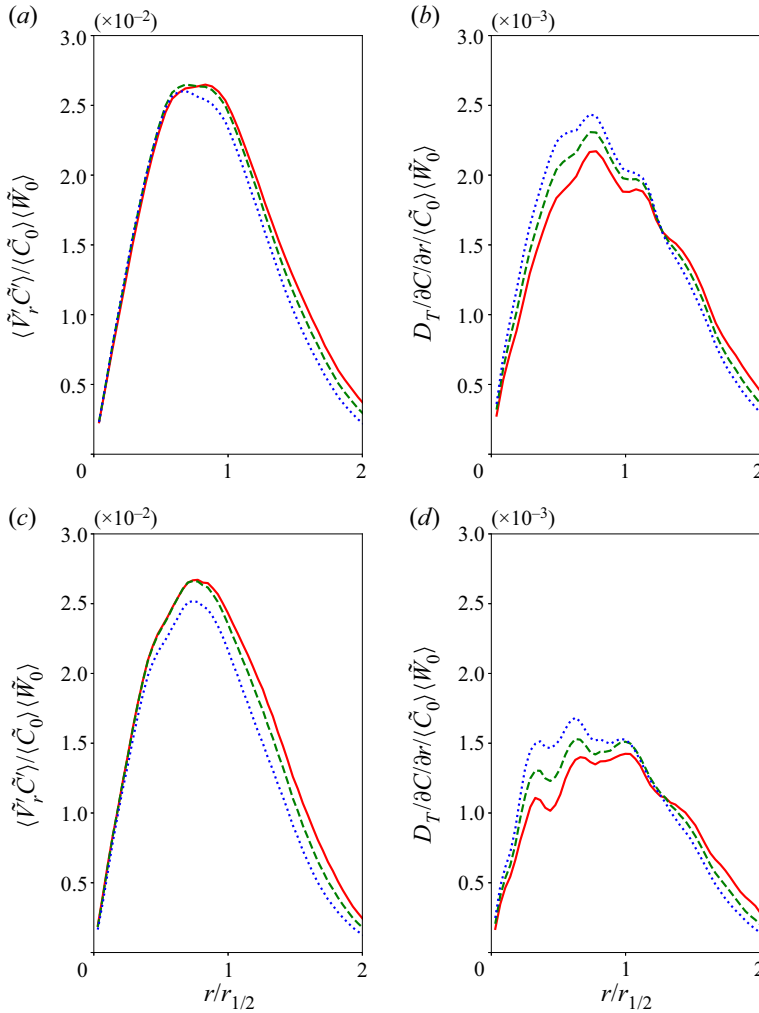 (a) (×10⁻²) (b) (×10⁻³)
3.0 3.0
2.5 2.5
2.0 2.0
1.5 1.5
1.0 1.0
0.5 0.5
⟨Ṽ′ᵣC̃′⟩/⟨C̃₀⟩⟨W̃₀⟩ D_T/∂C/∂r/⟨C̃₀⟩⟨W̃₀⟩
0 1 2 0 1 2
(c) (×10⁻²) (d) (×10⁻³)
3.0 3.0
2.5 2.5
2.0 2.0
1.5 1.5
1.0 1.0
0.5 0.5
⟨Ṽ′ᵣC̃′⟩/⟨C̃₀⟩⟨W̃₀⟩ D_T/∂C/∂r/⟨C̃₀⟩⟨W̃₀⟩
0 1 2 0 1 2
r/r₁/₂ r/r₁/₂